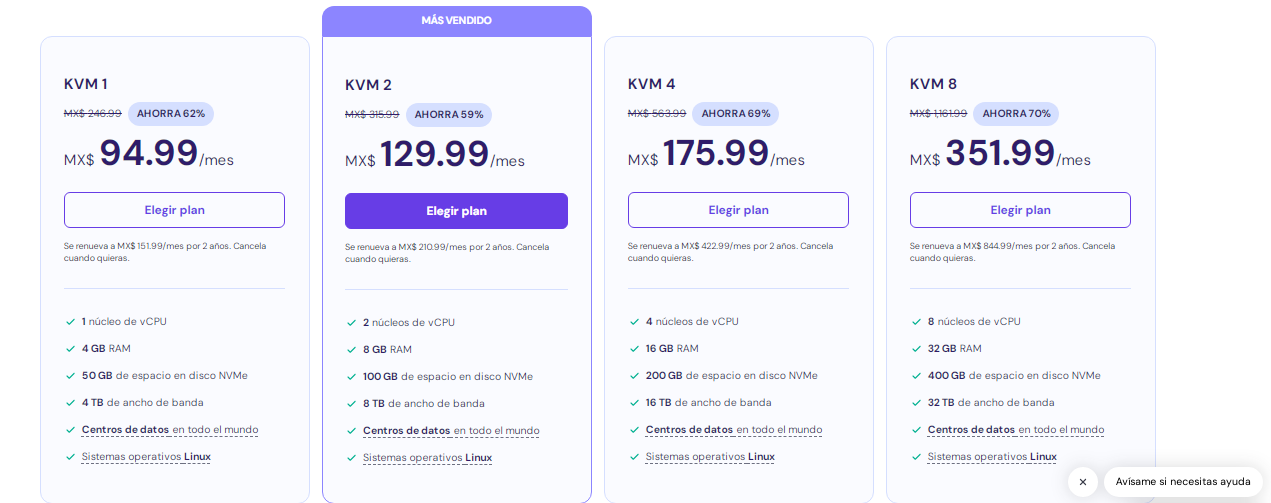 MÁS VENDIDO
KVM 1
MX$ 246.99 AHORRA 62%
MX$ 94.99/mes
Elegir plan
Se renueva a MX$ 151.99/mes por 2 años. Cancela
cuando quieras.
1 núcleo de vCPU
4 GB RAM
50 GB de espacio en disco NVMe
4 TB de ancho de banda
Centros de datos en todo el mundo
Sistemas operativos Linux
KVM 2
MX$ 315.99 AHORRA 59%
MX$ 129.99/mes
Elegir plan
Se renueva a MX$ 210.99/mes por 2 años. Cancela
cuando quieras.
2 núcleos de vCPU
8 GB RAM
100 GB de espacio en disco NVMe
8 TB de ancho de banda
Centros de datos en todo el mundo
Sistemas operativos Linux
KVM 4
MX$ 563.99 AHORRA 69%
MX$ 175.99/mes
Elegir plan
Se renueva a MX$ 422.99/mes por 2 años. Cancela
cuando quieras.
4 núcleos de vCPU
16 GB RAM
200 GB de espacio en disco NVMe
16 TB de ancho de banda
Centros de datos en todo el mundo
Sistemas operativos Linux
KVM 8
MX$ 1,161.99 AHORRA 70%
MX$ 351.99/mes
Elegir plan
Se renueva a MX$ 844.99/mes por 2 años. Cancela
cuando quieras.
8 núcleos de vCPU
32 GB RAM
400 GB de espacio en disco NVMe
32 TB de ancho de banda
Centros de datos en todo el mundo
Sistemas operativos Linux
Avísame si necesitas ayuda